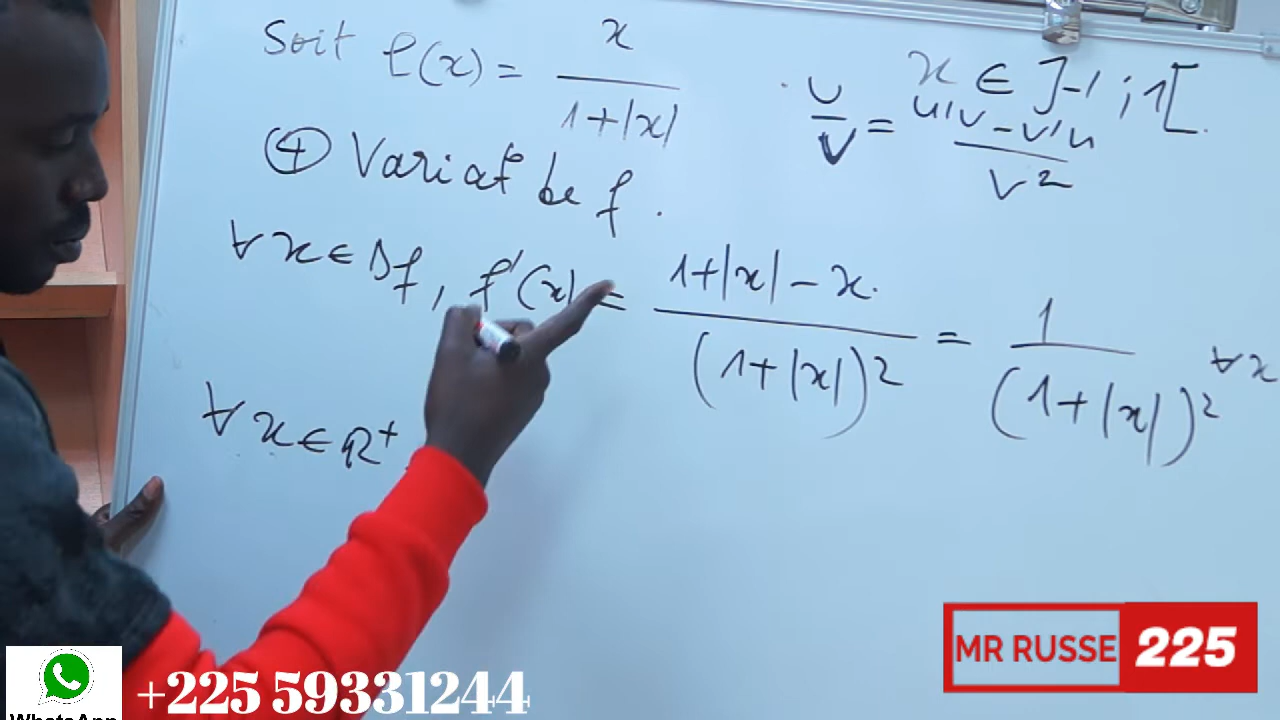 Soit f(x) = x / 1+|x|
x ∈ ]-1 ; 1[.
U/V = u'v - v'u / v²
④ Variat° de f.
∀x ∈ Df, f'(x) = 1+|x| - x. / (1+|x|)² = 1 / (1+|x|)² ∀x
∀x ∈ R⁺
MR RUSSE 225
WhatsApp
+225 59331244